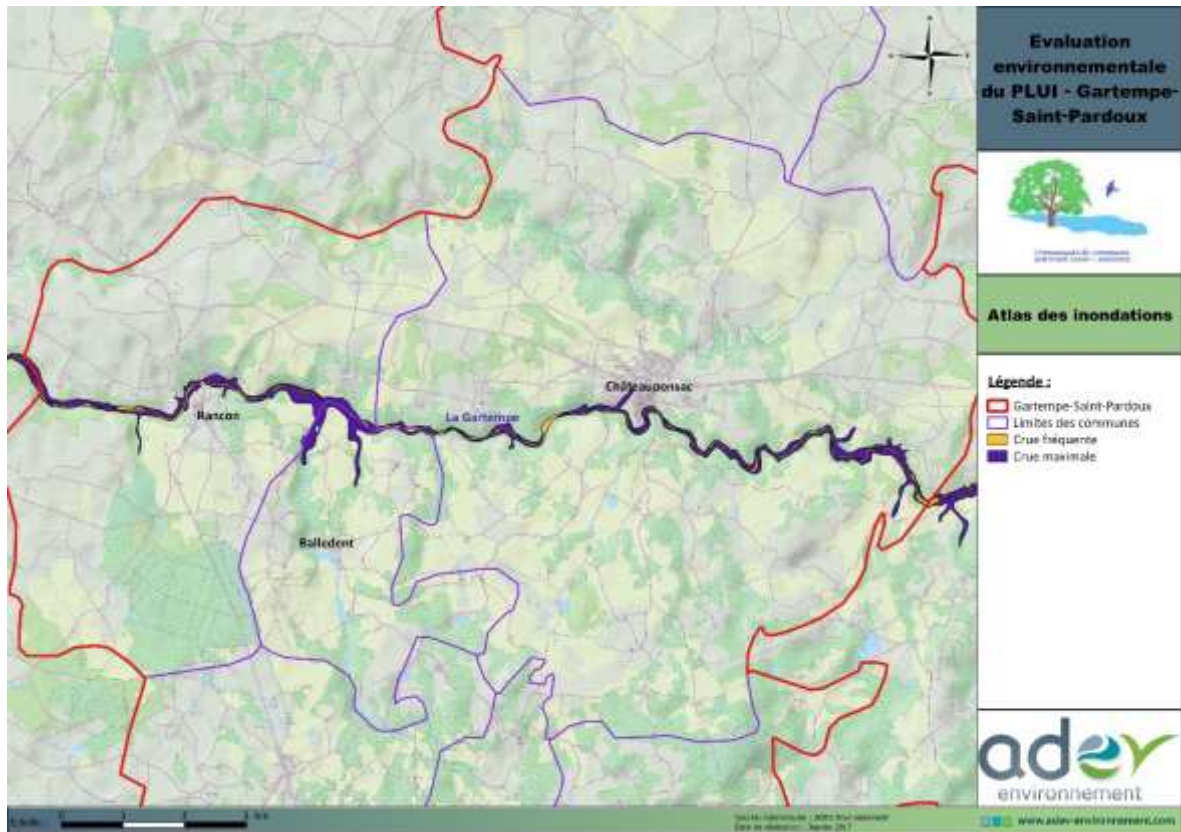 Evaluation
environnementale
du PLUI - Gartempe-
Saint-Pardoux
Atlas des inondations
Légende :
Gartempe-Saint-Pardoux
Limites des communes
Crue fréquente
Crue maximale
Châteauponsac
La Gartempe
Rancon
Balledent
ader
environnement
www.adev-environnement.com